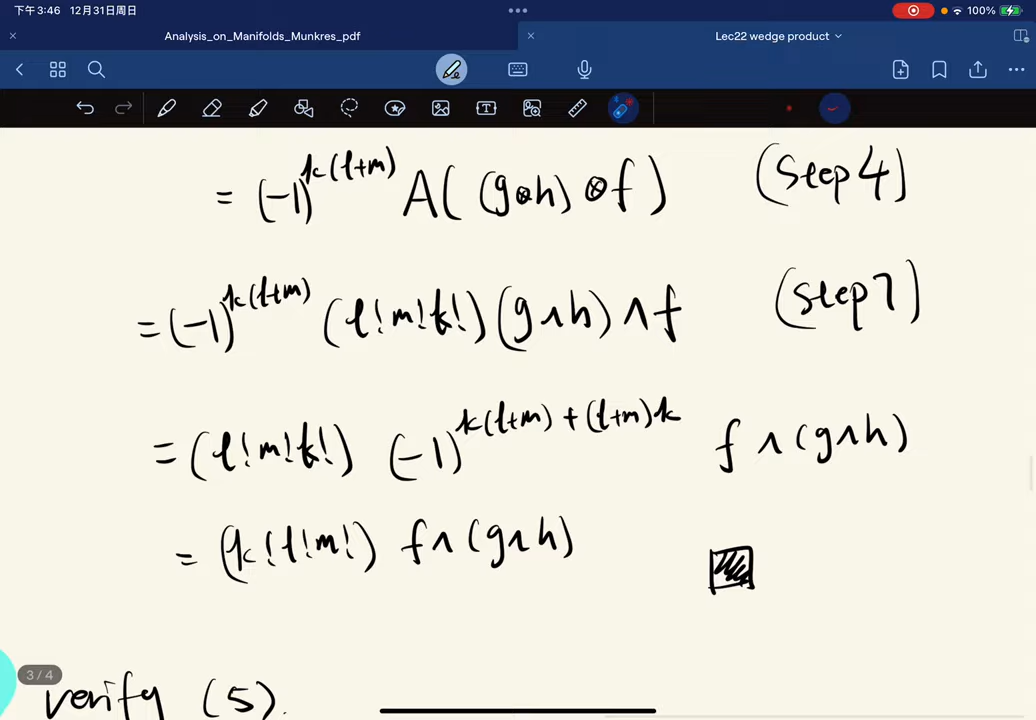 下午 3:46 12月31日周日
100%
Analysis_on_Manifolds_Munkres_pdf
Lec22 wedge product
= (-1)^{k(l+m)} A((g⊗h)⊗f) (Step 4)
= (-1)^{k(l+m)} (l!m!k!)(g∧h)∧f (Step 7)
= (l!m!k!) (-1)^{k(l+m)+(l+m)k} f∧(g∧h)
= (k!l!m!) f∧(g∧h)
3 / 4
verify (5).